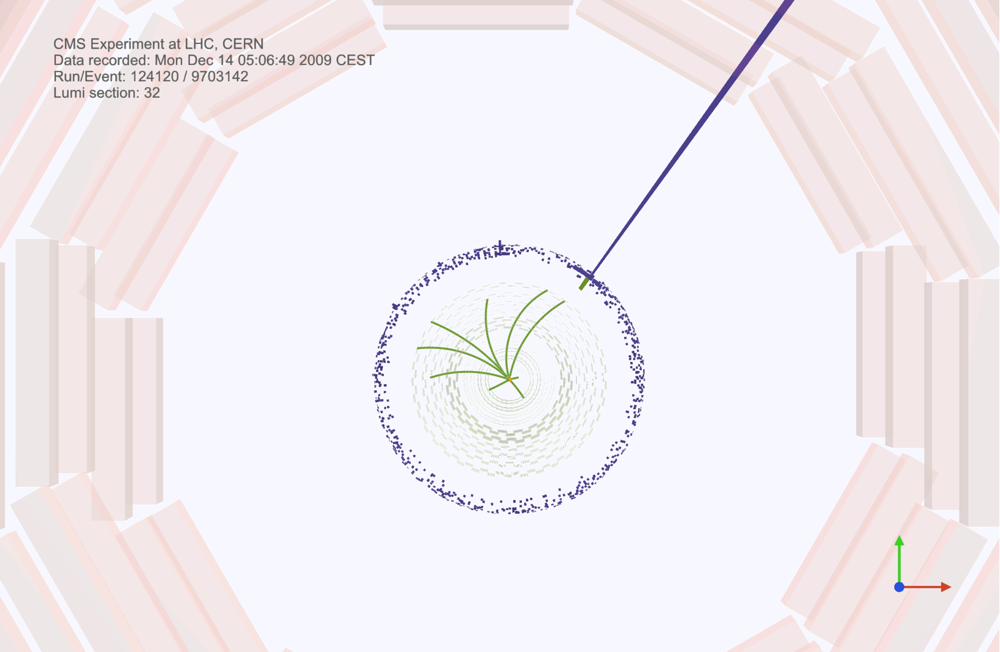 CMS Experiment at LHC, CERN
Data recorded: Mon Dec 14 05:06:49 2009 CEST
Run/Event: 124120 / 9703142
Lumi section: 32